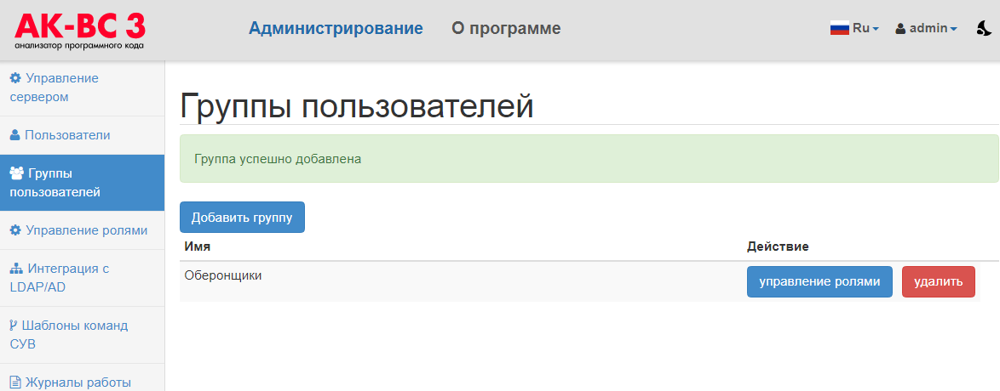 АК-ВС 3
анализатор программного кода
Администрирование
О программе
Ru
admin
Управление
сервером
Пользователи
Группы
пользователей
Управление ролями
Интеграция с
LDAP/AD
Шаблоны команд
СУВ
Журналы работы
Группы пользователей
Группа успешно добавлена
Добавить группу
Имя Действие
Оберонщики управление ролями удалить